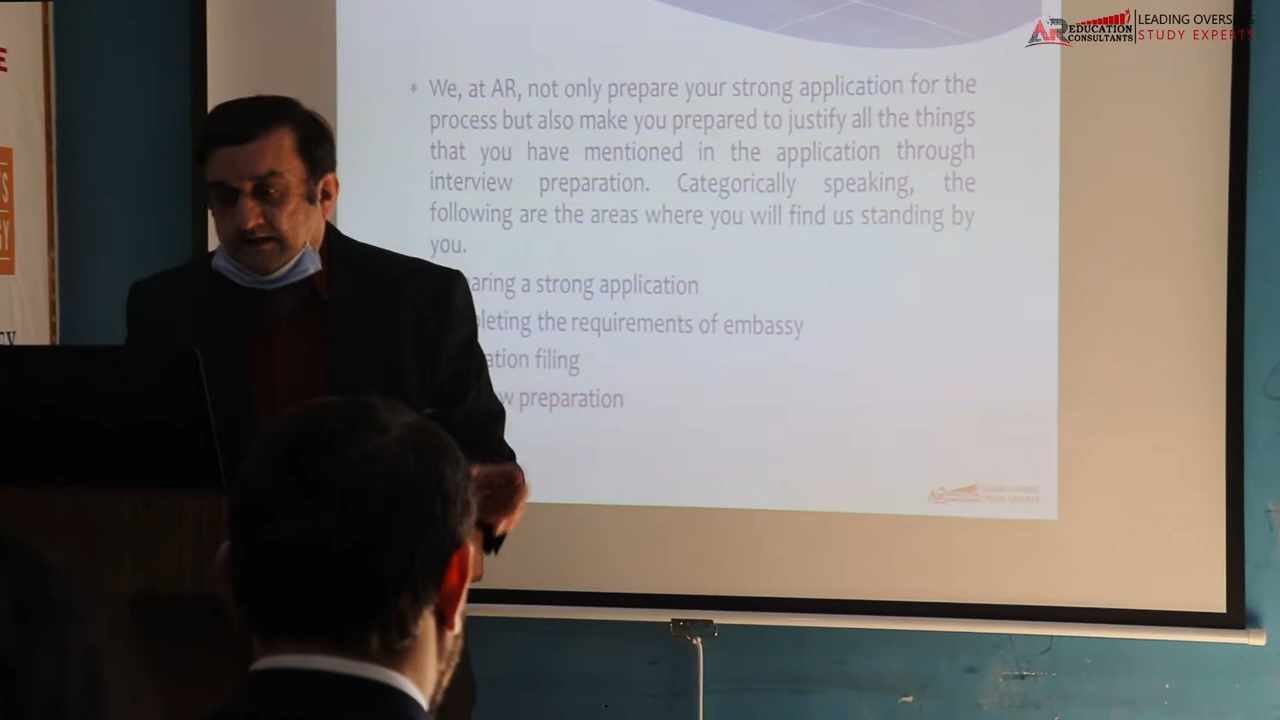 AR EDUCATION CONSULTANTS
LEADING OVERSEAS
STUDY EXPERTS
* We, at AR, not only prepare your strong application for the
process but also make you prepared to justify all the things
that you have mentioned in the application through
interview preparation. Categorically speaking, the
following are the areas where you will find us standing by
you.
aring a strong application
leting the requirements of embassy
ation filing
w preparation